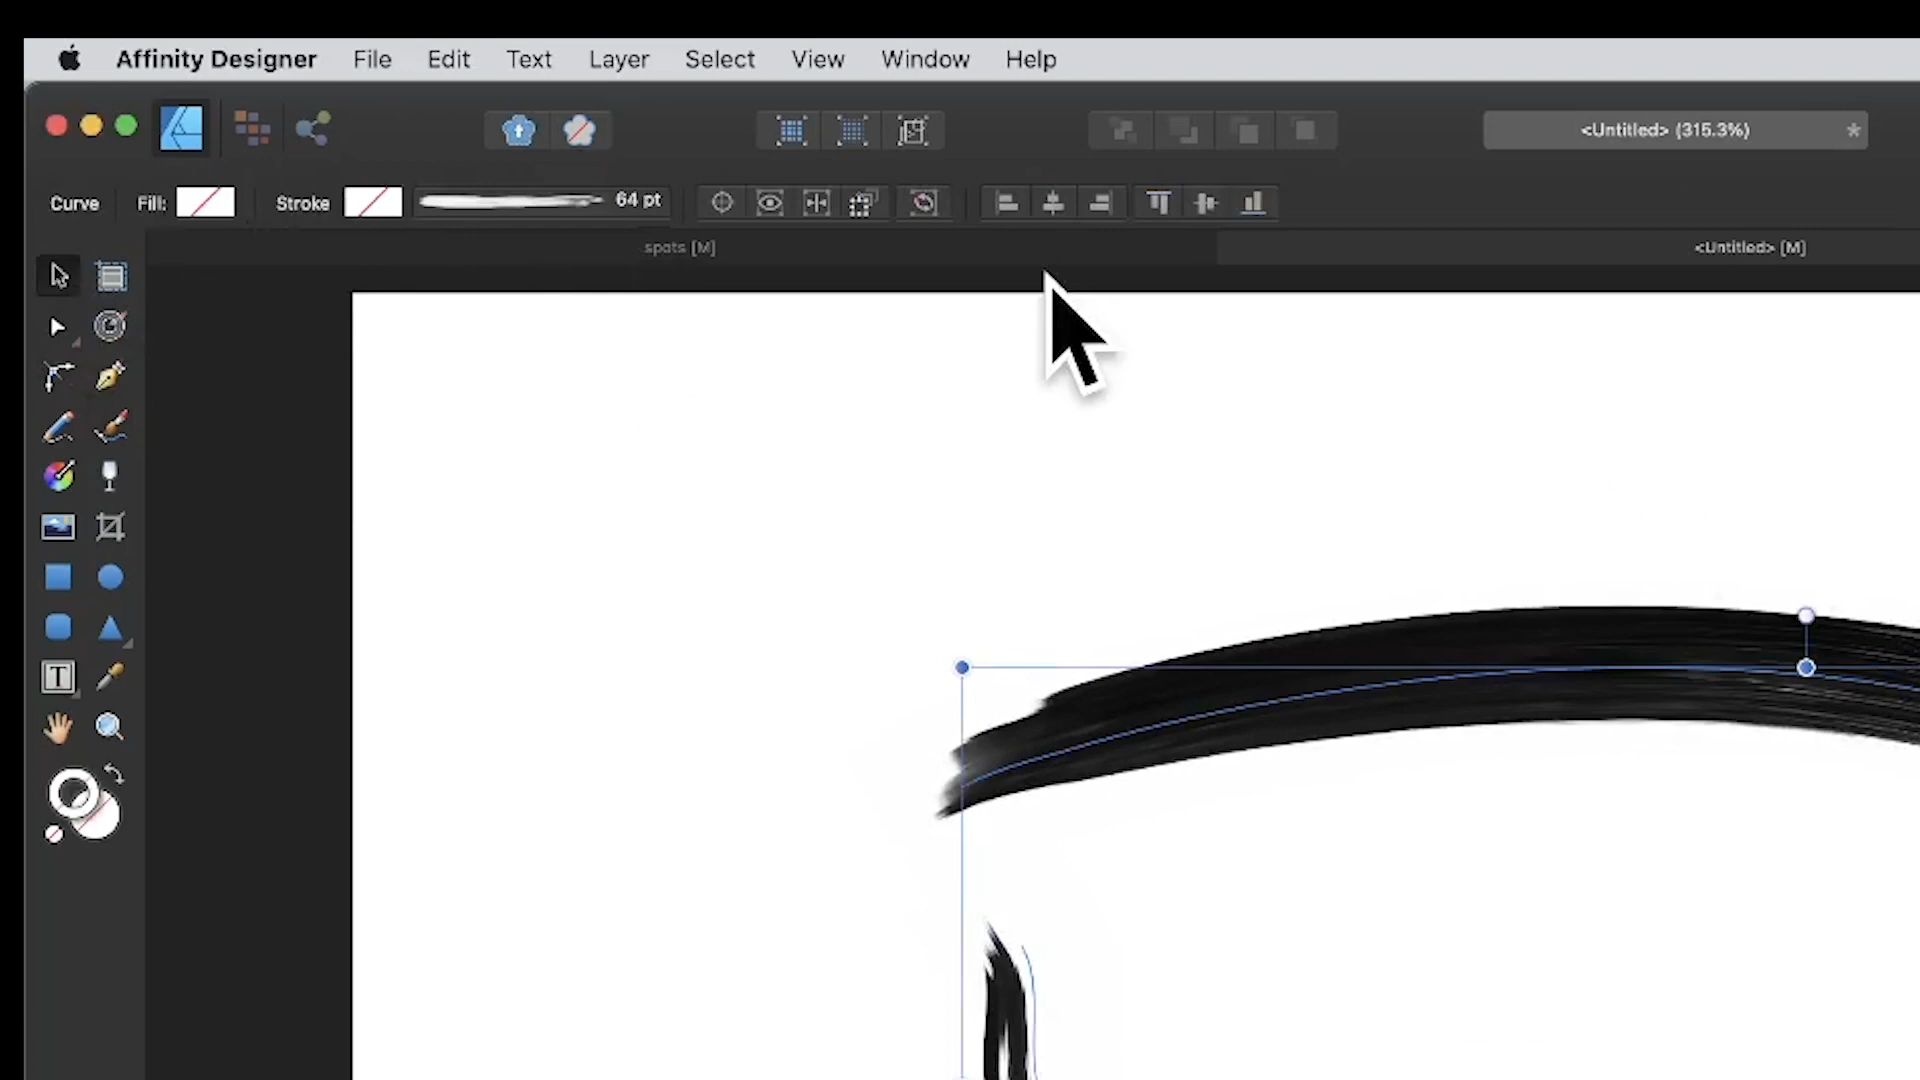 Affinity Designer File Edit Text Layer Select View Window Help
<Untitled> (315.3%) *
Curve Fill: Stroke 64 pt
spots [M] <Untitled> [M]
T